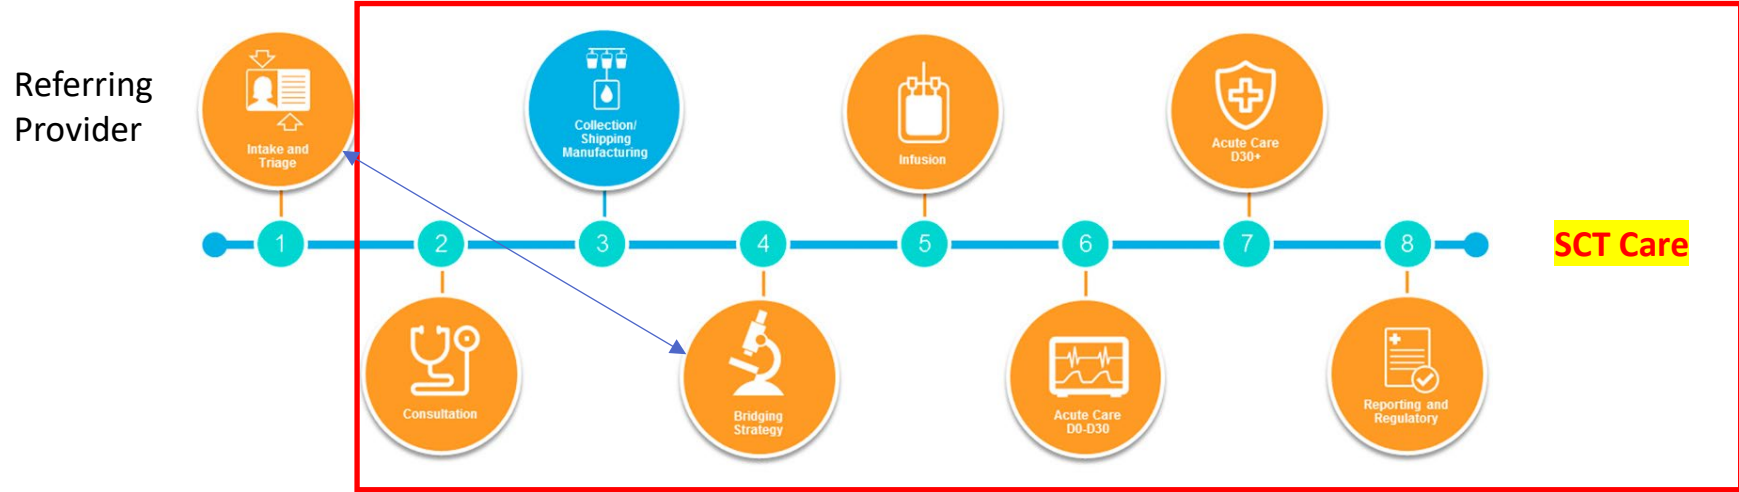 Referring
Provider
Intake and
Triage
Collection/
Shipping
Manufacturing
Infusion
Acute Care
D30+
1
2
3
4
5
6
7
8
SCT Care
Consultation
Bridging
Strategy
Acute Care
D0-D30
Reporting and
Regulatory